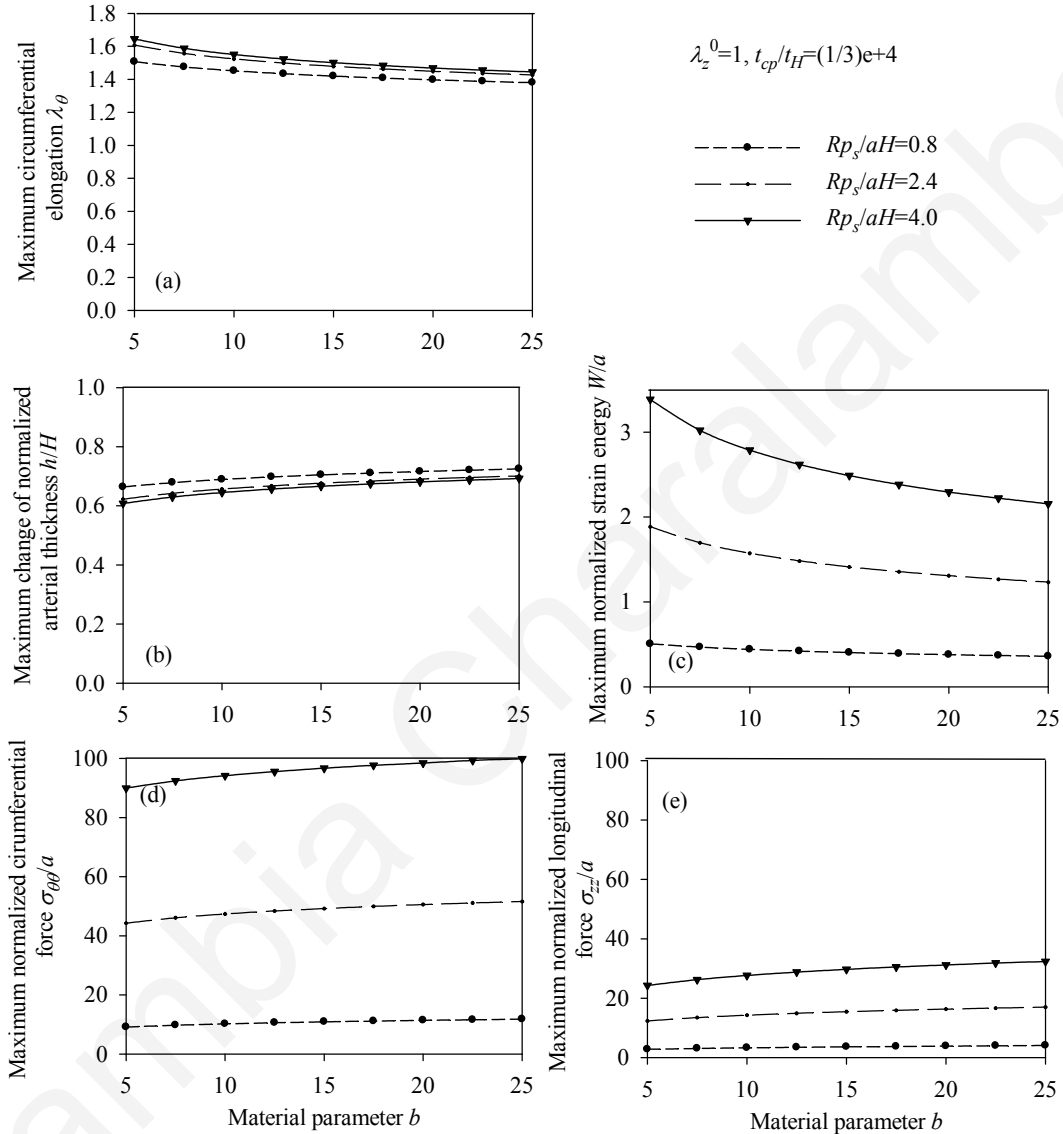 1.8
1.6
1.4
1.2
1.0
0.8
0.6
0.4
0.2
0.0
Maximum circumferential
elongation λθ
(a)
5 10 15 20 25
λz⁰=1, tcp/tH=(1/3)e+4
Rps/aH=0.8
Rps/aH=2.4
Rps/aH=4.0
1.0
0.8
0.6
0.4
0.2
0.0
Maximum change of normalized
arterial thickness h/H
(b)
5 10 15 20 25
3
2
1
0
Maximum normalized strain energy W/a
(c)
5 10 15 20 25
100
80
60
40
20
0
Maximum normalized cirumferential
force σθθ/a
(d)
5 10 15 20 25
Material parameter b
100
80
60
40
20
0
Maximum normalized longitudinal
force σzz/a
(e)
5 10 15 20 25
Material parameter b
ambia Charalambo